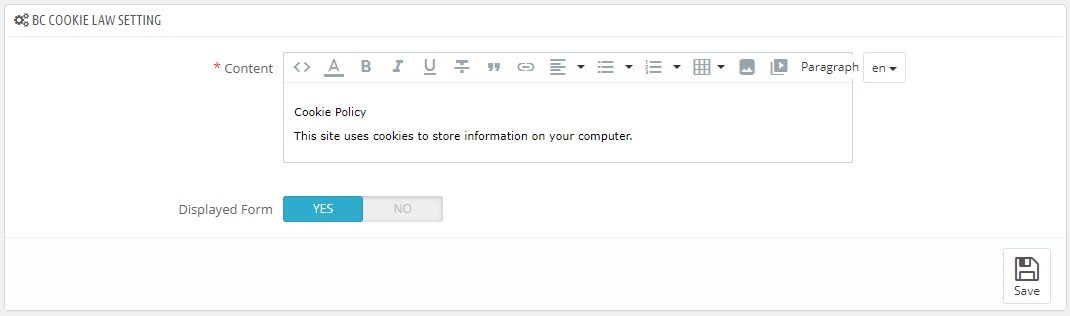 BC COOKIE LAW SETTING
* Content
A B I U Paragraph en
Cookie Policy
This site uses cookies to store information on your computer.
Displayed Form YES NO
Save